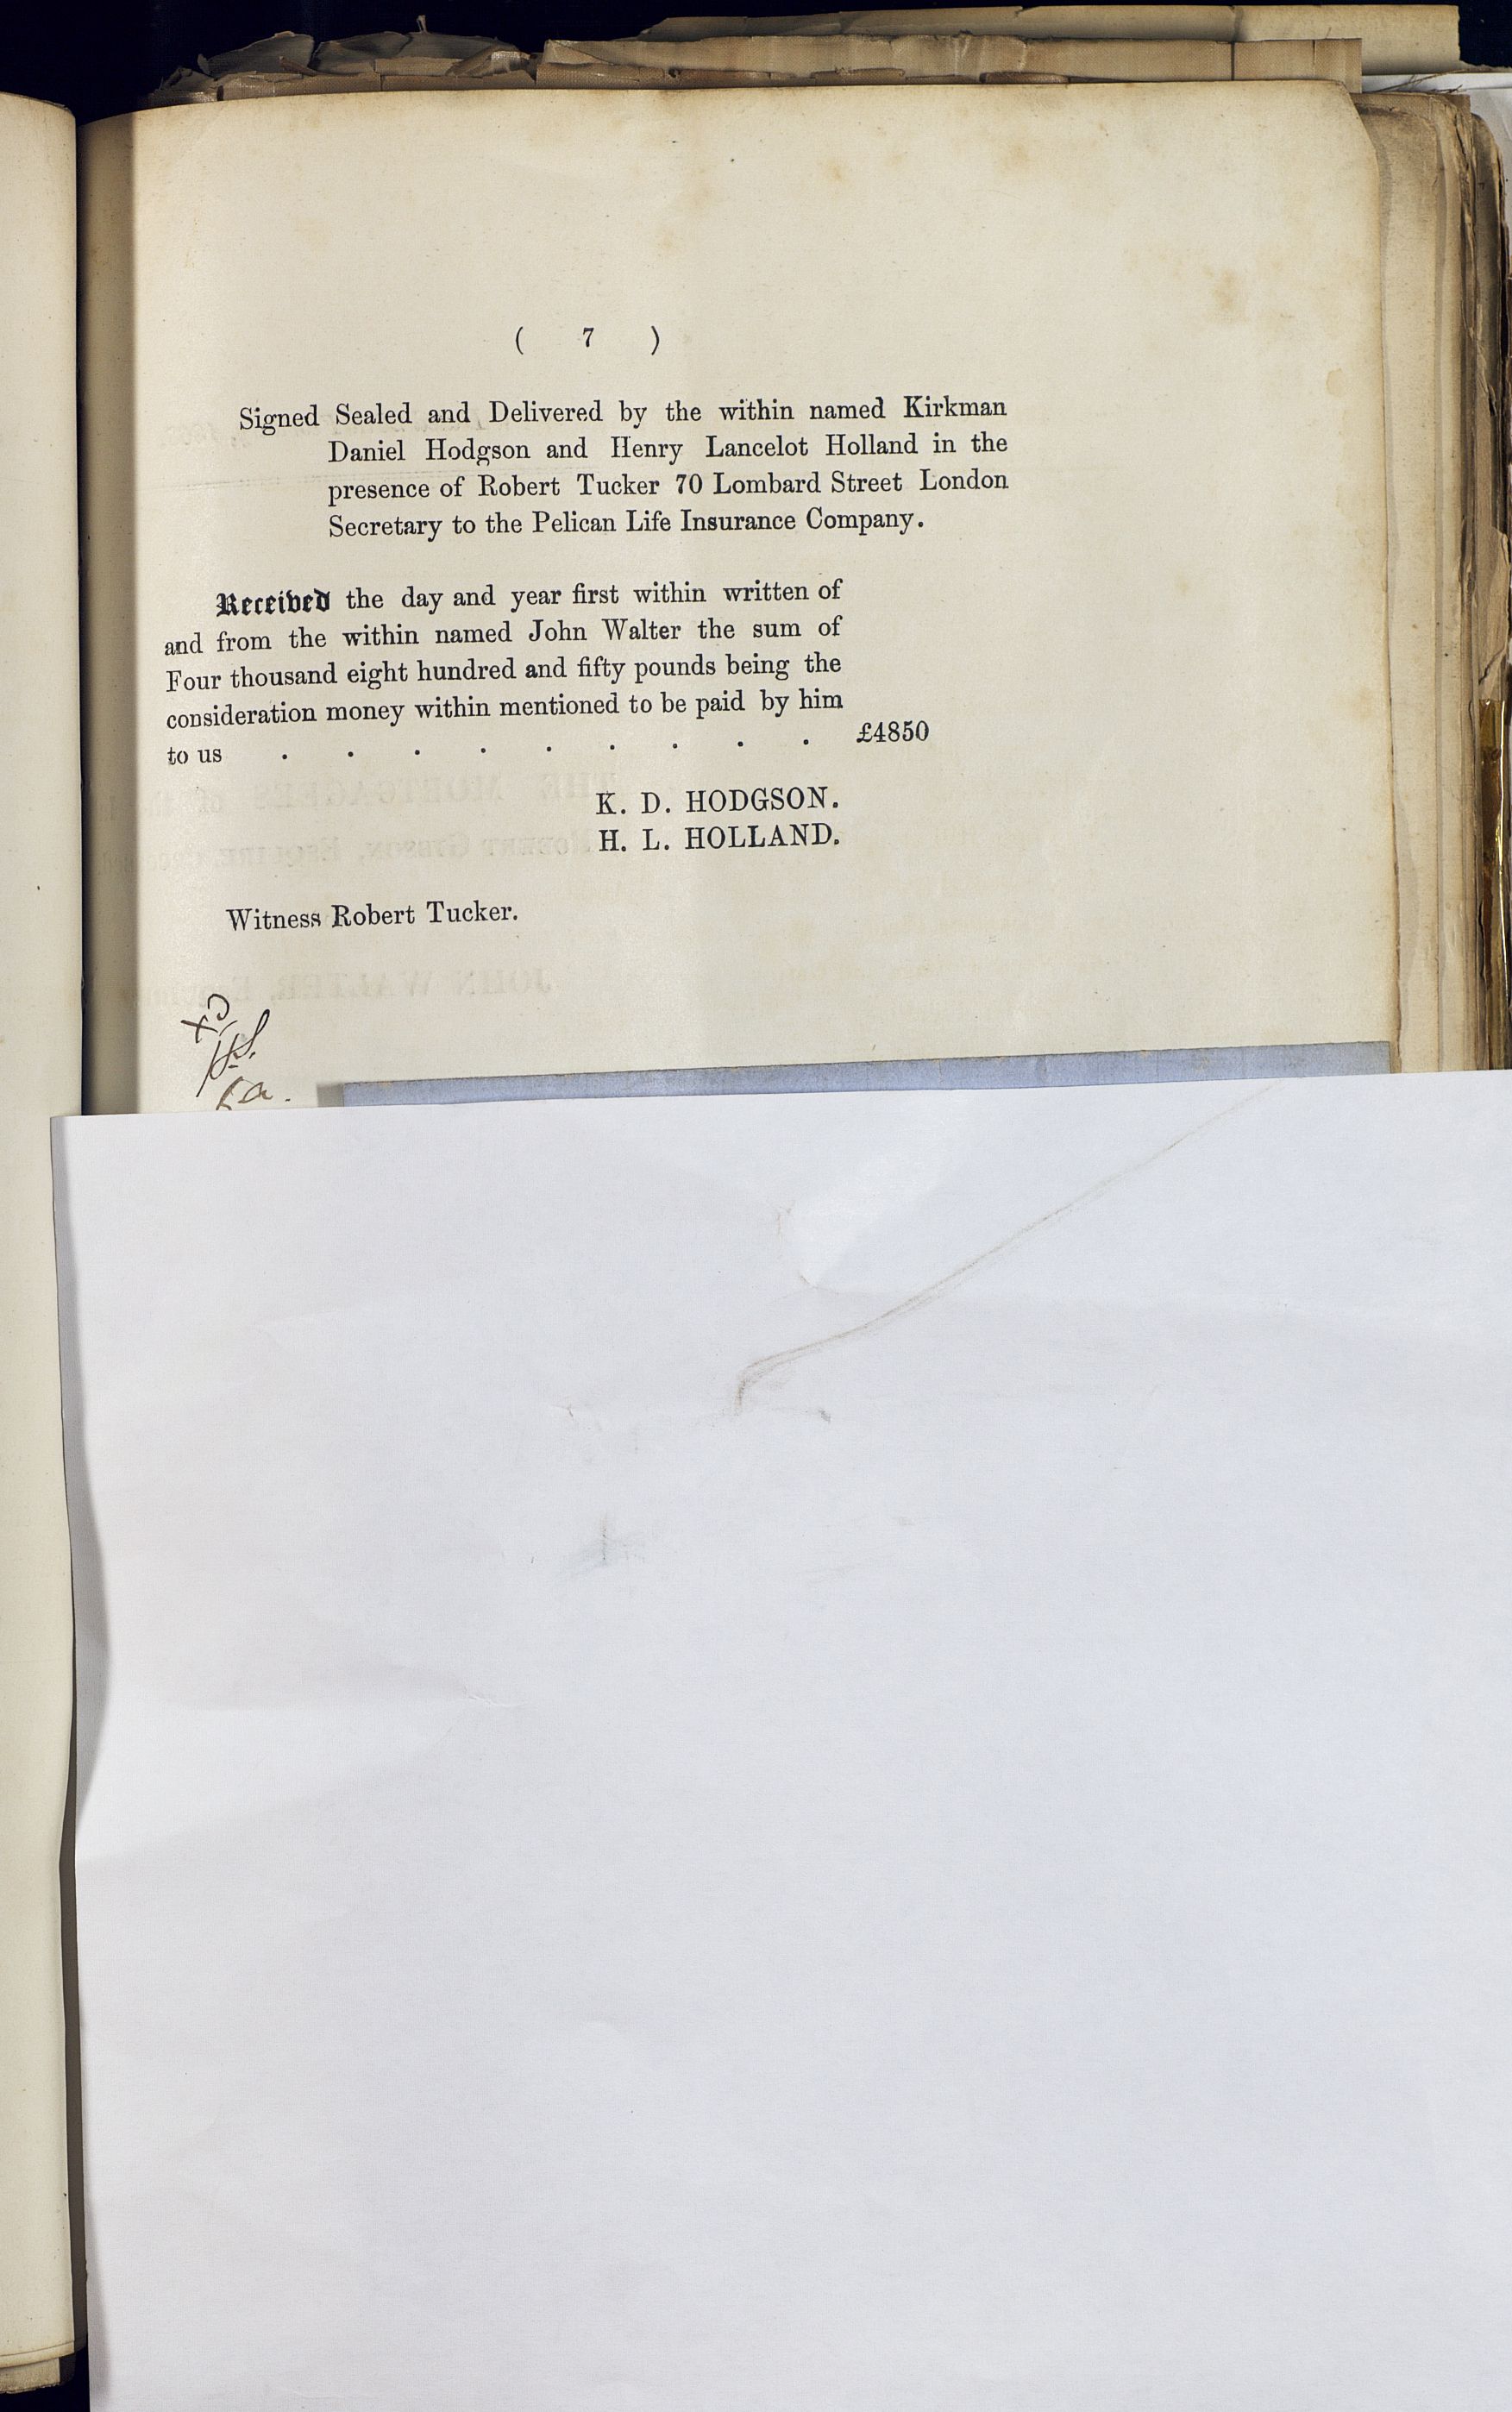 ( 7 )
Signed Sealed and Delivered by the within named Kirkman
Daniel Hodgson and Henry Lancelot Holland in the
presence of Robert Tucker 70 Lombard Street London
Secretary to the Pelican Life Insurance Company.
Received the day and year first within written of
and from the within named John Walter the sum of
Four thousand eight hundred and fifty pounds being the
consideration money within mentioned to be paid by him
to us . . . . . . . . . £4850
K. D. HODGSON.
H. L. HOLLAND.
Witness Robert Tucker.